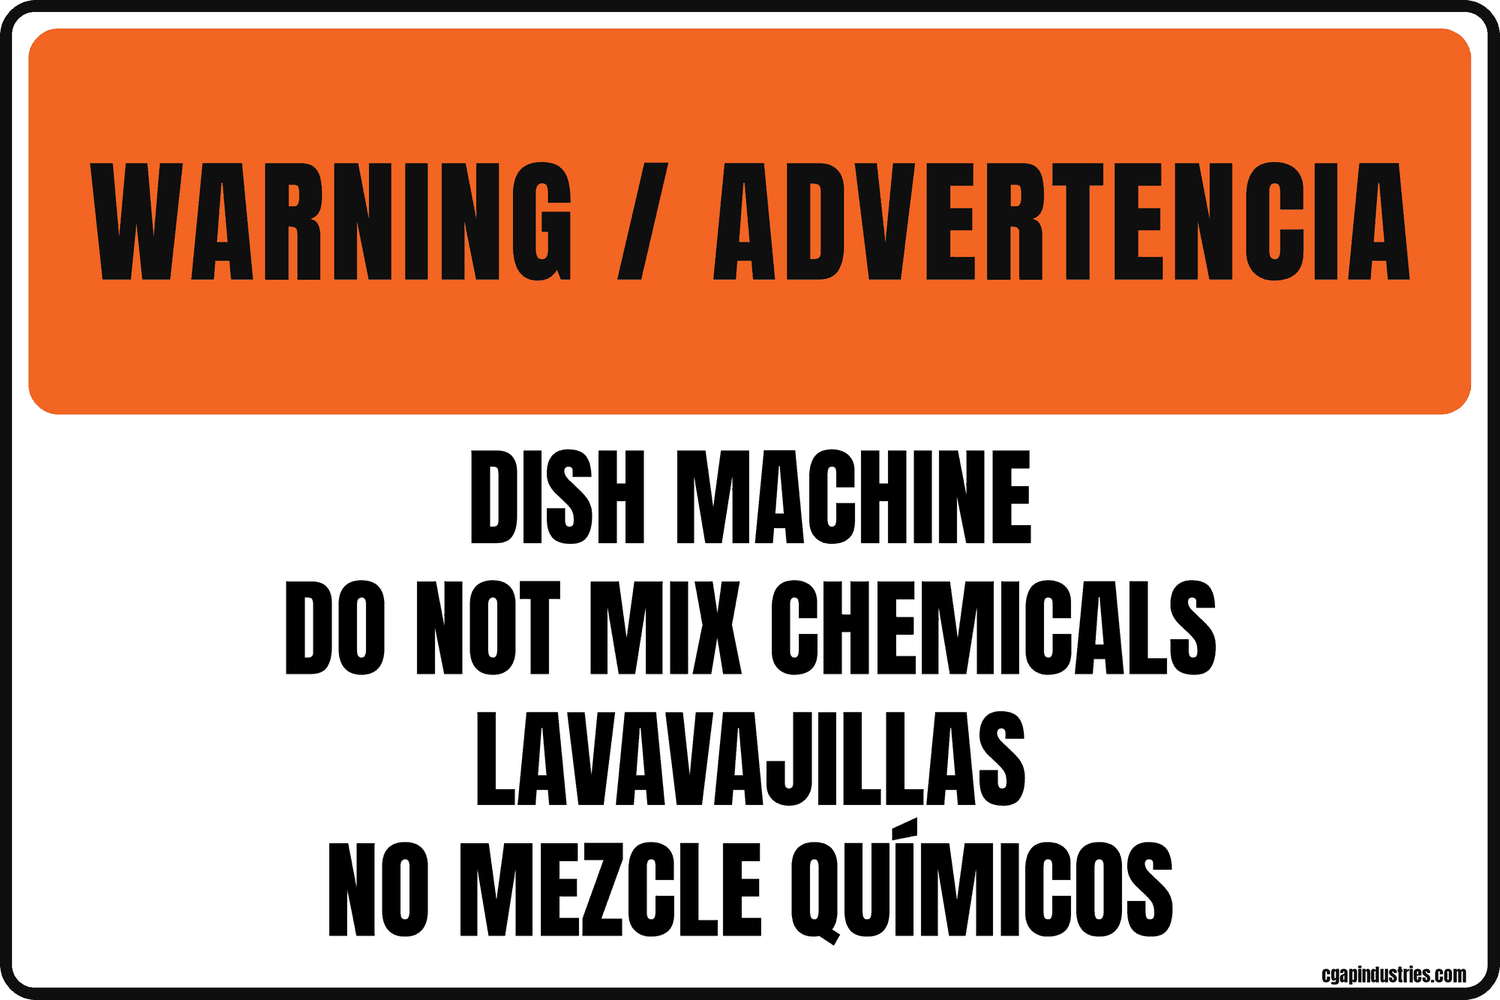 WARNING / ADVERTENCIA
DISH MACHINE
DO NOT MIX CHEMICALS
LAVAVAJILLAS
NO MEZCLE QUÍMICOS
cgapindustries.com